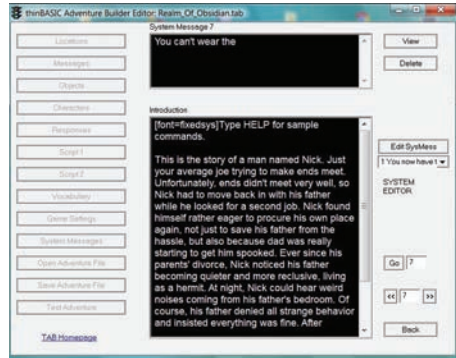 thinBASIC Adventure Builder Editor: Realm_Of_Obsidian.tab
System Message 7
Locations
You can't wear the
View
Messages
Delete
Objects
Characters
Introduction
Responses
[font=fixedsys]Type HELP for sample
commands.
Script 1
Edit SysMess
Script 2
This is the story of a man named Nick. Just
your average joe trying to make ends meet.
1 You now have t
Unfortunately, ends didn't meet very well, so
SYSTEM
EDITOR
Vocabulary
Nick had to move back in with his father
while he looked for a second job. Nick found
Game Settings
himself rather eager to procure his own place
again, not just to save his father from the
System Messages
hassle, but also because dad was really
starting to get him spooked. Ever since his
Open Adventure File
Go 7
parents' divorce, Nick noticed his father
becoming quieter and more reclusive, living
Save Adventure File
as a hermit. At night, Nick could hear weird
<< 7 >>
noises coming from his father's bedroom. Of
Test Adventure
course, his father denied all strange behavior
and insisted everything was fine. After
Back
TAB Homepage